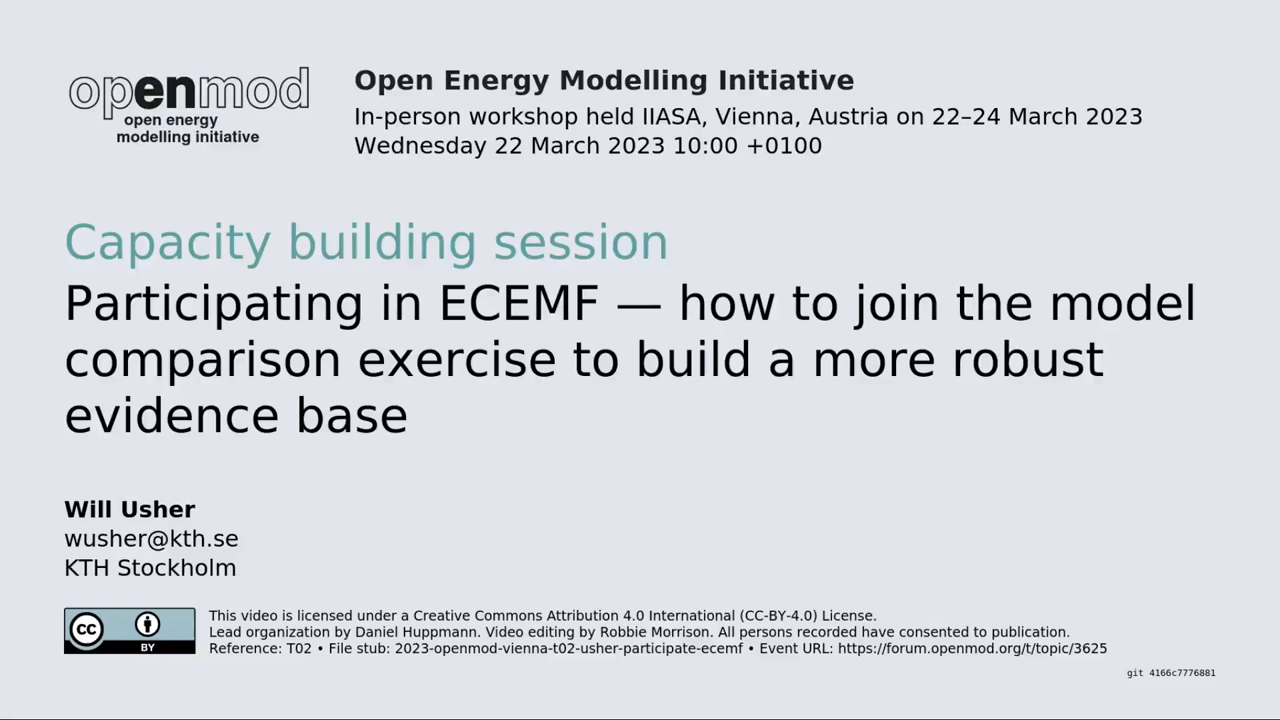 openmod
open energy
modelling initiative
Open Energy Modelling Initiative
In-person workshop held IIASA, Vienna, Austria on 22–24 March 2023
Wednesday 22 March 2023 10:00 +0100
Capacity building session
Participating in ECEMF — how to join the model
comparison exercise to build a more robust
evidence base
Will Usher
wusher@kth.se
KTH Stockholm
cc
BY
This video is licensed under a Creative Commons Attribution 4.0 International (CC-BY-4.0) License.
Lead organization by Daniel Huppmann. Video editing by Robbie Morrison. All persons recorded have consented to publication.
Reference: T02 • File stub: 2023-openmod-vienna-t02-usher-participate-ecemf • Event URL: https://forum.openmod.org/t/topic/3625
git 4166c7776881